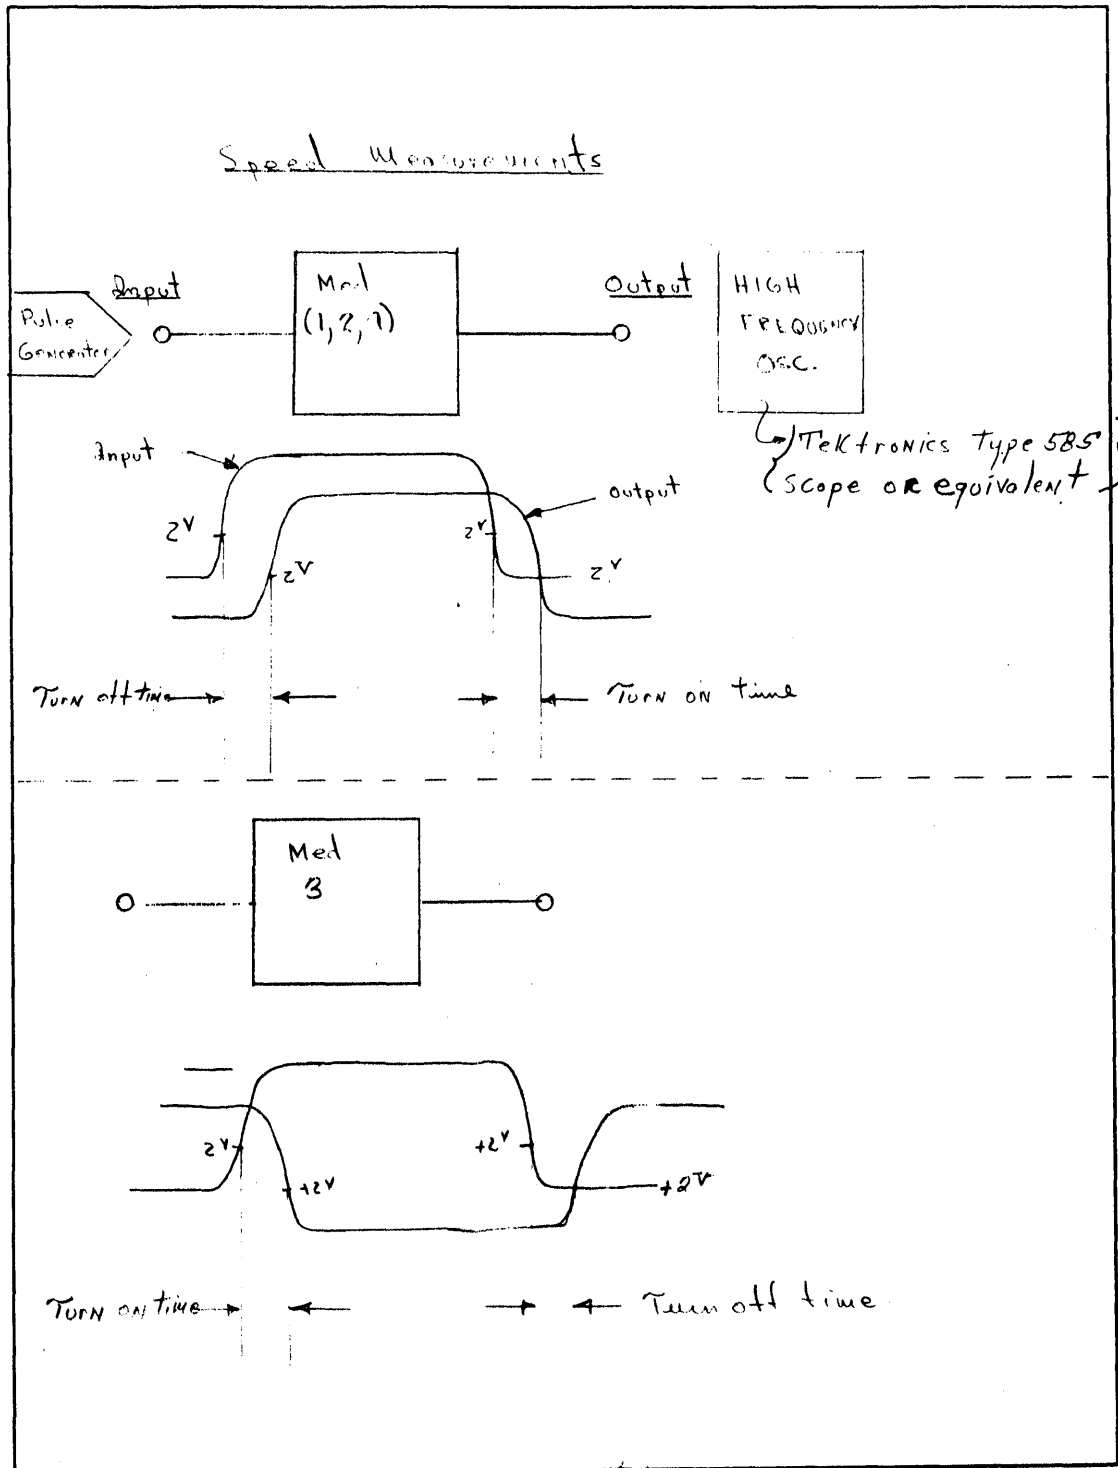 Speed Measurements
Input
Output
Pulse
Generater
Mod
(1, 2, 7)
HIGH
FREQUENCY
OSC.
Tektronics Type 585
scope or equivalent
Input
output
2V
2V
2V
2V
Turn off time
Turn on time
Med
3
2V
+2V
+2V
+2V
Turn on time
Turn off time